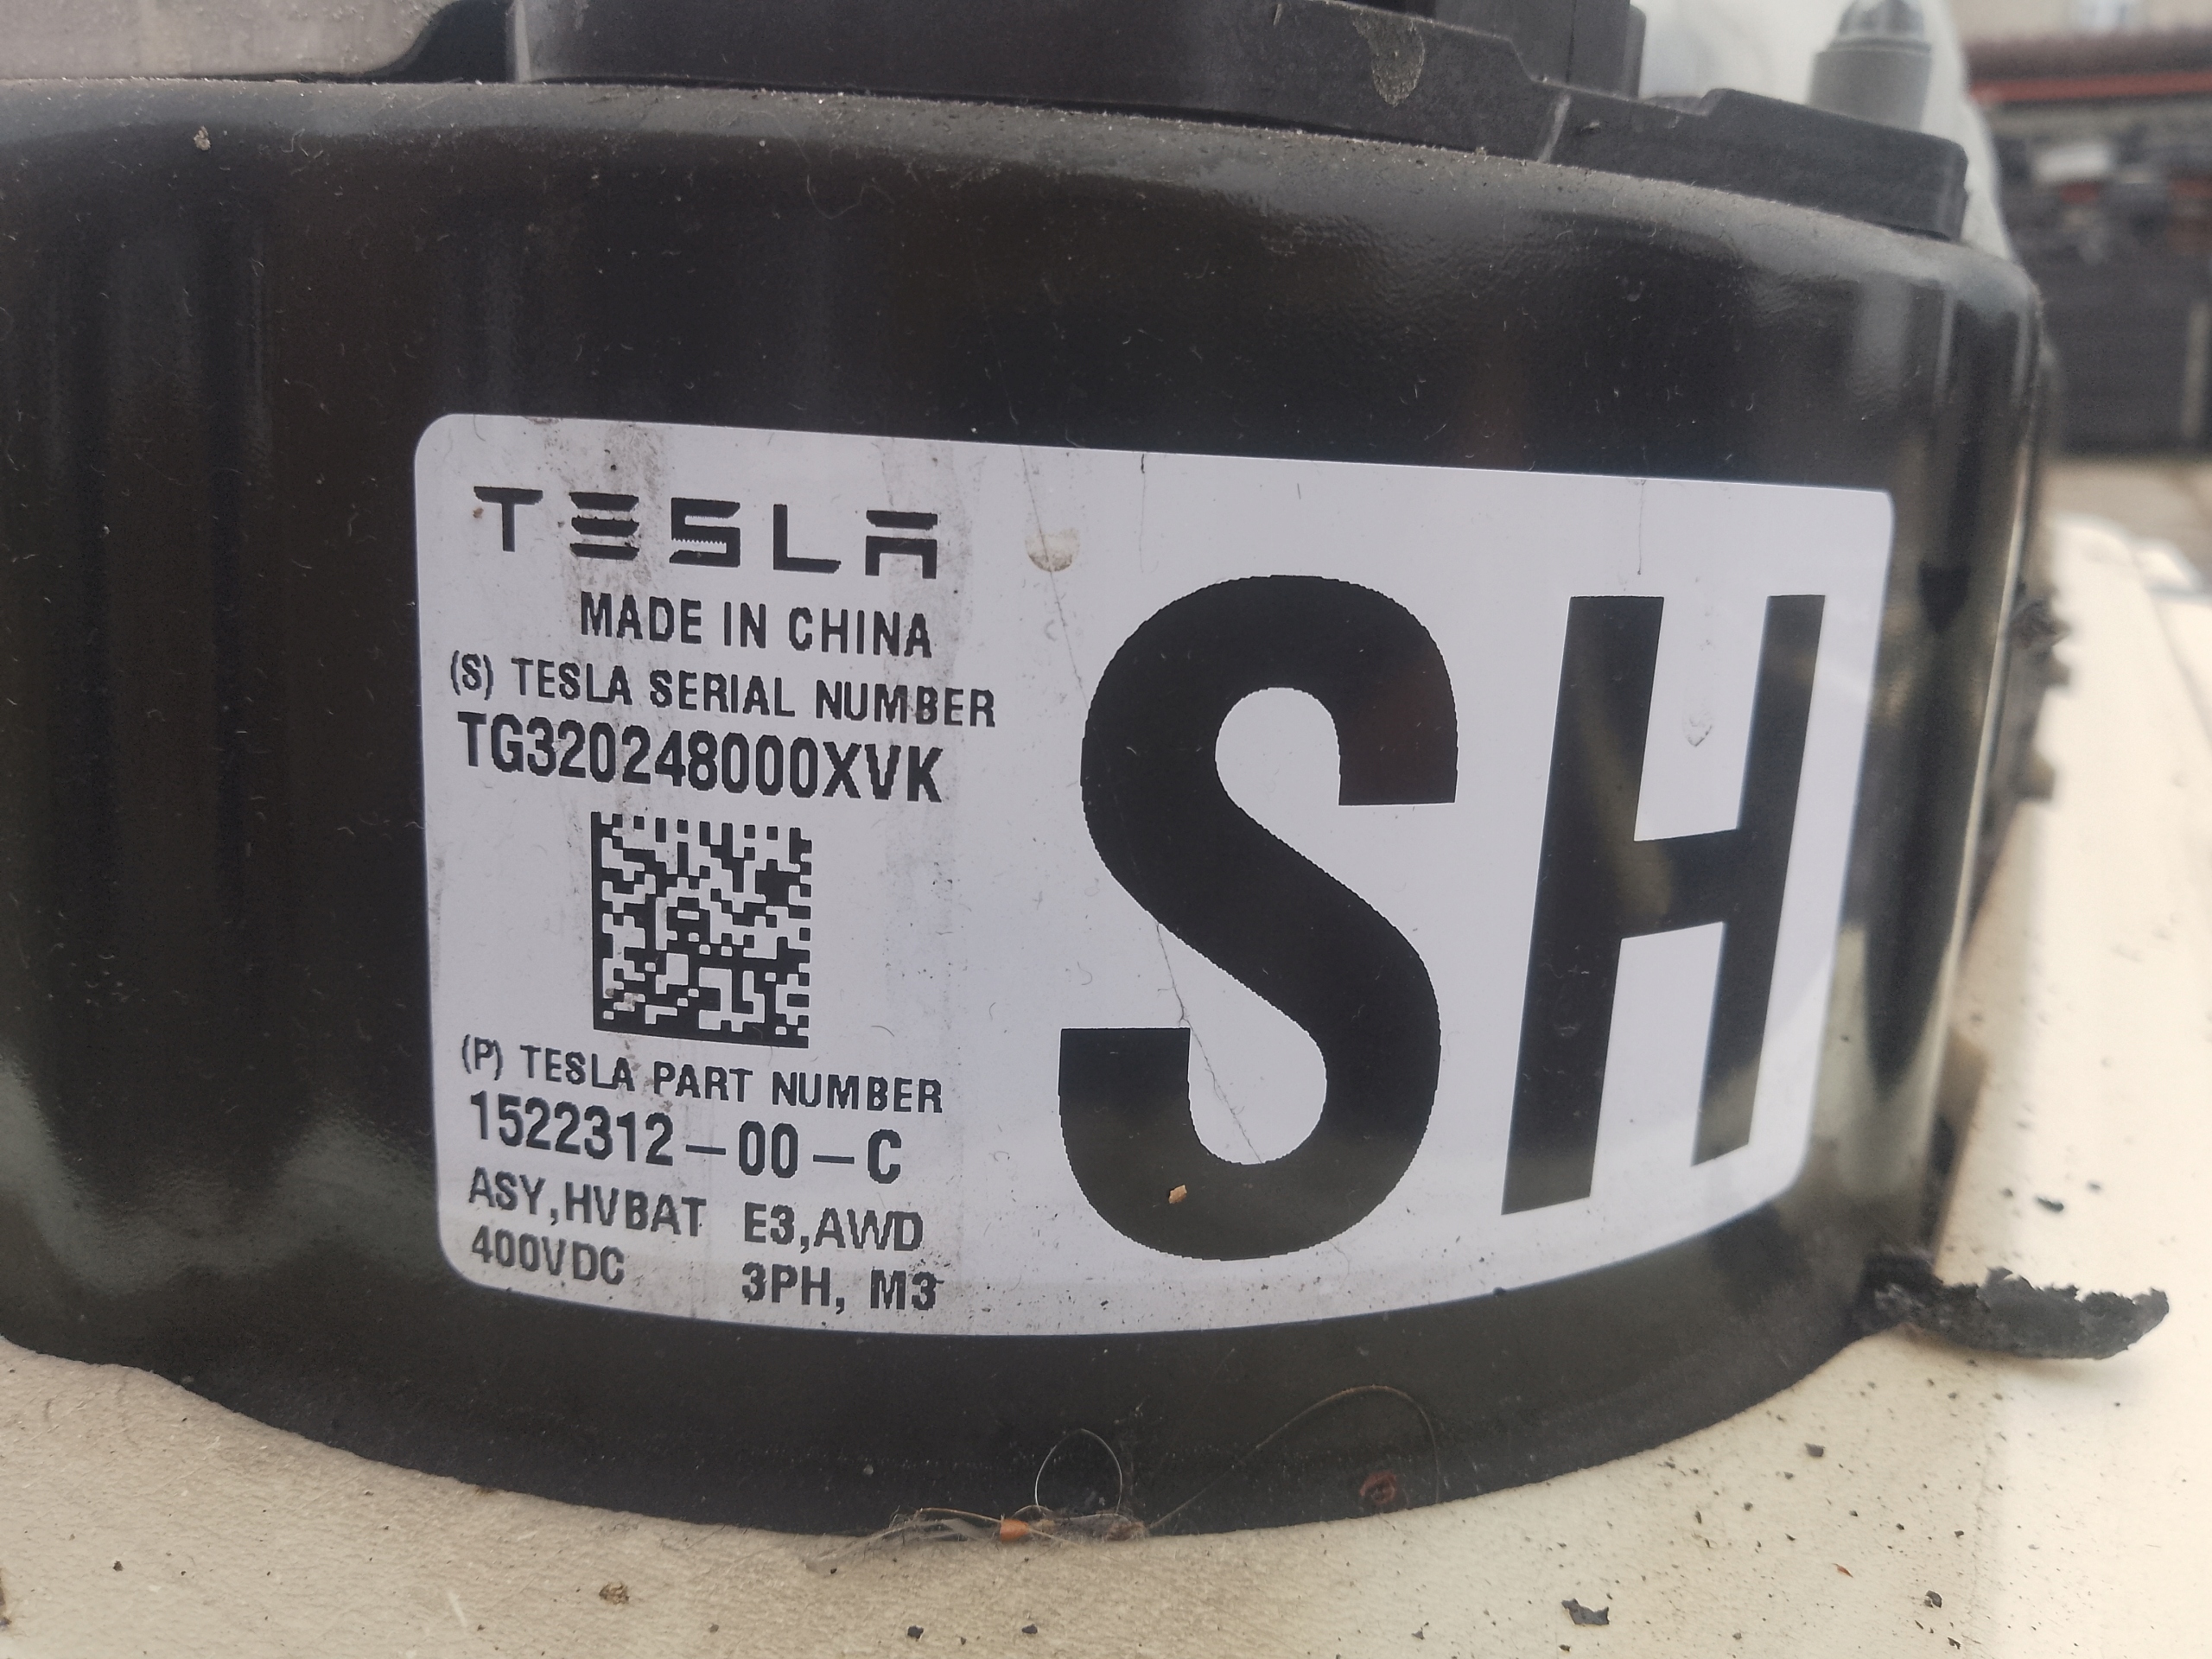 TESLA
MADE IN CHINA
(S) TESLA SERIAL NUMBER
TG320248000XVK
(P) TESLA PART NUMBER
1522312-00-C
ASY,HVBAT E3,AWD
400VDC 3PH, M3
SH